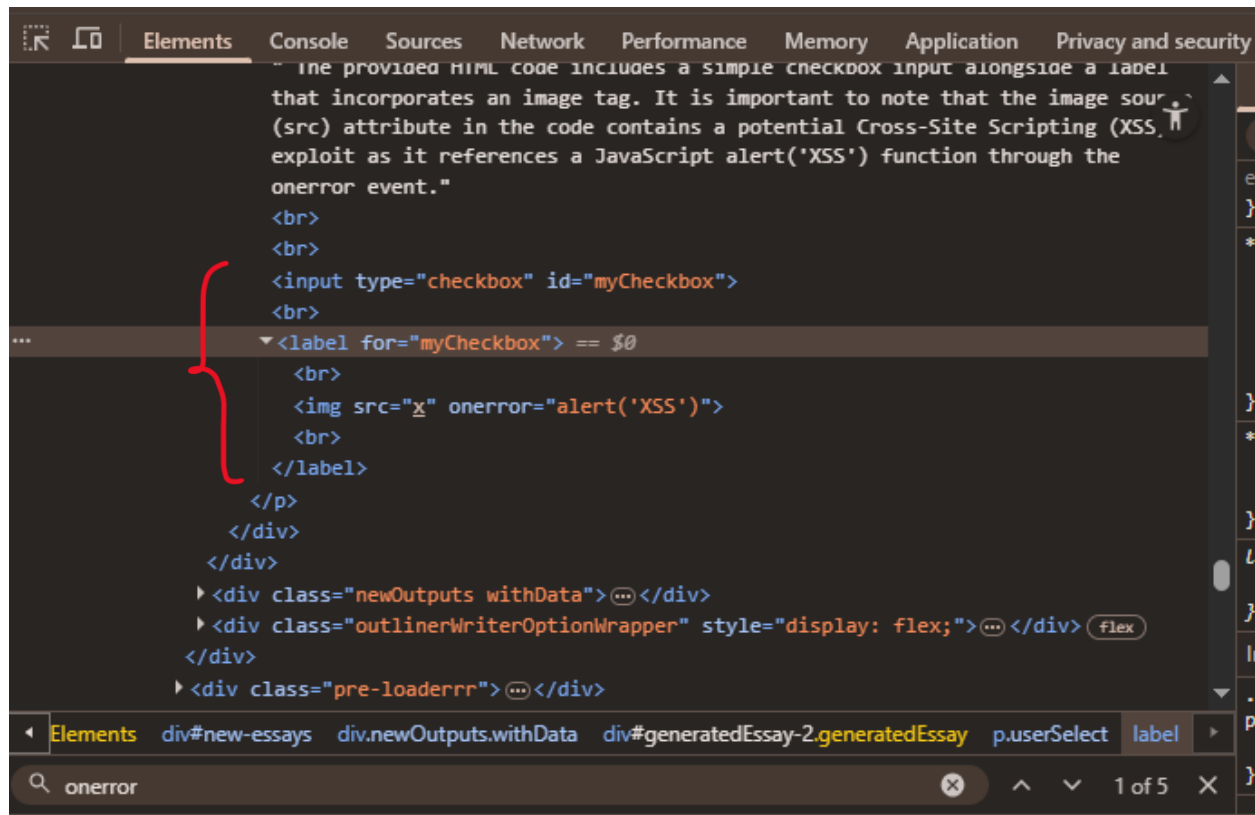 Elements Console Sources Network Performance Memory Application Privacy and security
" The provided HTML code includes a simple checkbox input alongside a label
that incorporates an image tag. It is important to note that the image
(src) attribute in the code contains a potential Cross-Site Scripting (XSS
exploit as it references a JavaScript alert('XSS') function through the
onerror event."
<br>
<br>
<input type="checkbox" id="myCheckbox">
<br>
... ▼<label for="myCheckbox"> == $0
<br>
<img src="x" onerror="alert('XSS')">
<br>
</label>
</p>
</div>
</div>
▶<div class="newOutputs withData">…</div>
▶<div class="outlinerWriterOptionWrapper" style="display: flex;">…</div> flex
</div>
▶<div class="pre-loaderrr">…</div>
Elements div#new-essays div.newOutputs.withData div#generatedEssay-2.generatedEssay p.userSelect label
onerror 1 of 5